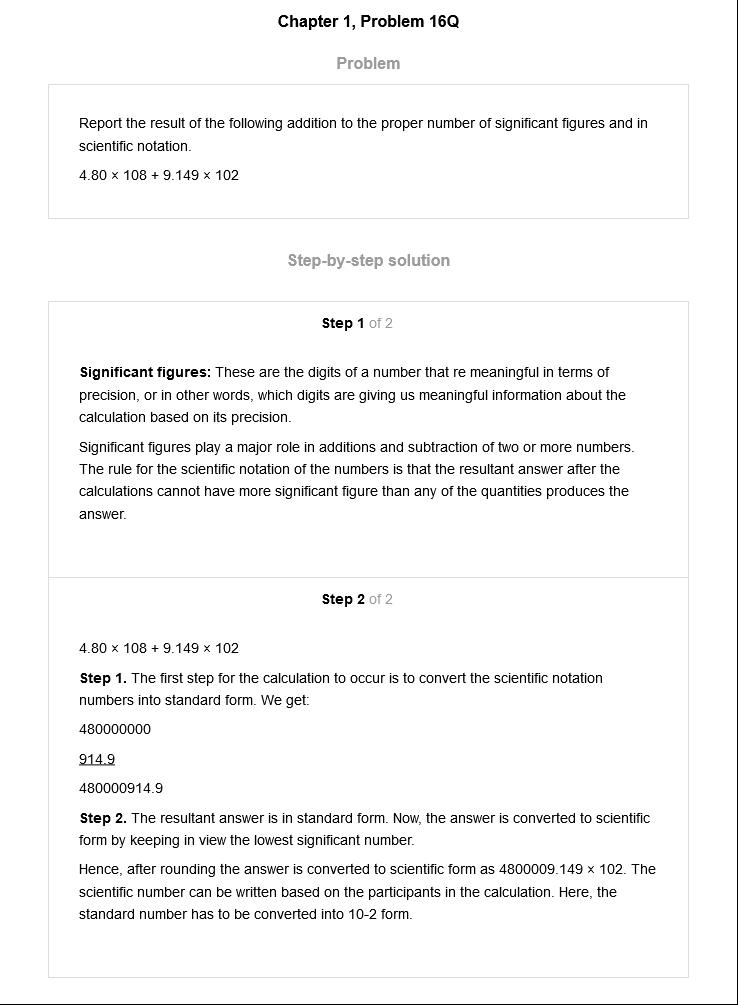 Chapter 1, Problem 16Q
Problem
Report the result of the following addition to the proper number of significant figures and in
scientific notation.
4.80 × 108 + 9.149 × 102
Step-by-step solution
Step 1 of 2
Significant figures: These are the digits of a number that re meaningful in terms of
precision, or in other words, which digits are giving us meaningful information about the
calculation based on its precision.
Significant figures play a major role in additions and subtraction of two or more numbers.
The rule for the scientific notation of the numbers is that the resultant answer after the
calculations cannot have more significant figure than any of the quantities produces the
answer.
Step 2 of 2
4.80 × 108 + 9.149 × 102
Step 1. The first step for the calculation to occur is to convert the scientific notation
numbers into standard form. We get:
480000000
914.9
480000914.9
Step 2. The resultant answer is in standard form. Now, the answer is converted to scientific
form by keeping in view the lowest significant number.
Hence, after rounding the answer is converted to scientific form as 4800009.149 × 102. The
scientific number can be written based on the participants in the calculation. Here, the
standard number has to be converted into 10-2 form.